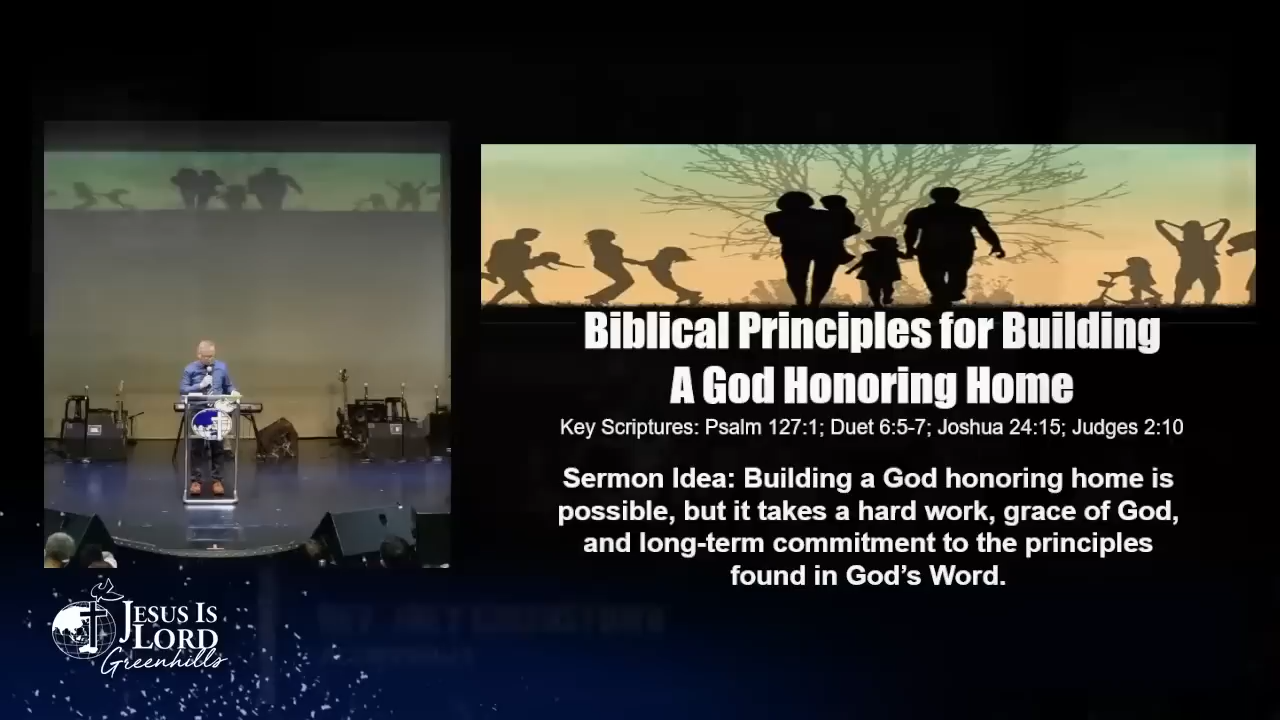 Biblical Principles for Building
A God Honoring Home
Key Scriptures: Psalm 127:1; Duet 6:5-7; Joshua 24:15; Judges 2:10
Sermon Idea: Building a God honoring home is
possible, but it takes a hard work, grace of God,
and long-term commitment to the principles
found in God’s Word.
JESUS IS
LORD
Greenhills